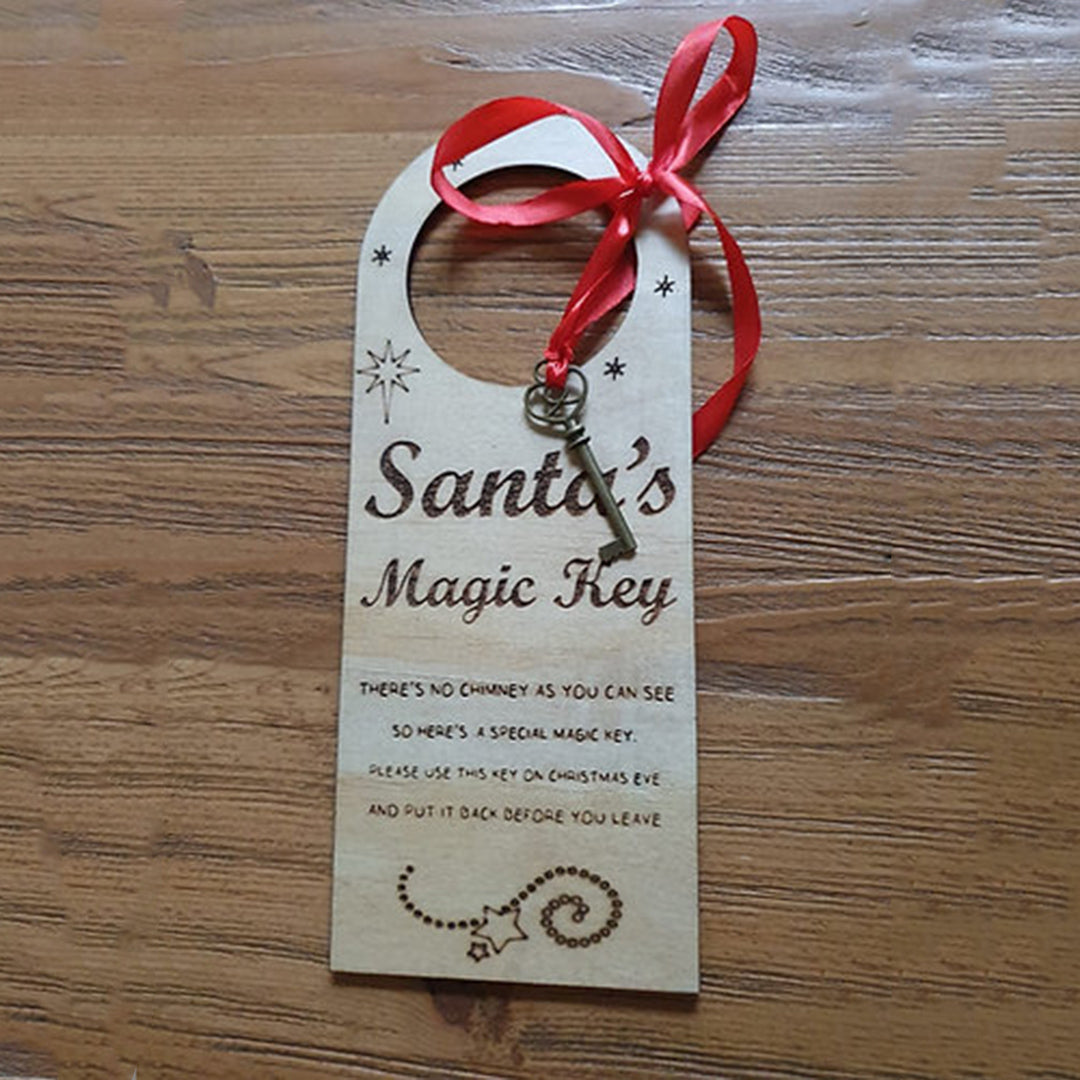 Santa's
Magic Key
THERE'S NO CHIMNEY AS YOU CAN SEE
SO HERE'S A SPECIAL MAGIC KEY.
PLEASE USE THIS KEY ON CHRISTMAS EVE
AND PUT IT BACK BEFORE YOU LEAVE